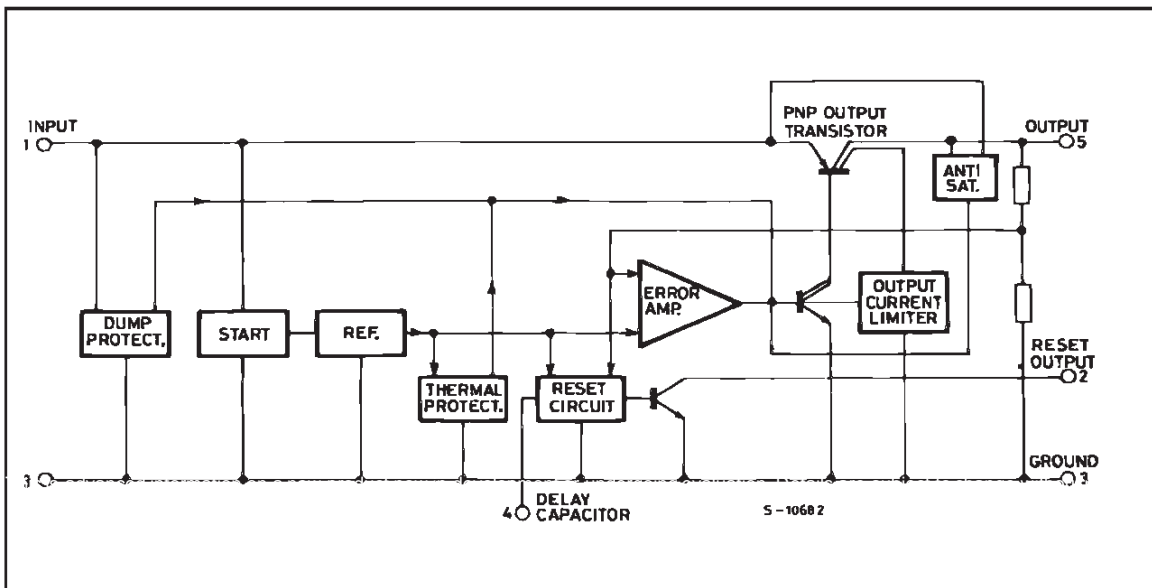 INPUT
1
PNP OUTPUT
TRANSISTOR
OUTPUT
5
ANTI
SAT.
DUMP
PROTECT.
START
REF.
ERROR
AMP.
OUTPUT
CURRENT
LIMITER
THERMAL
PROTECT.
RESET
CIRCUIT
RESET
OUTPUT
2
3
GROUND
3
4
DELAY
CAPACITOR
S-10682